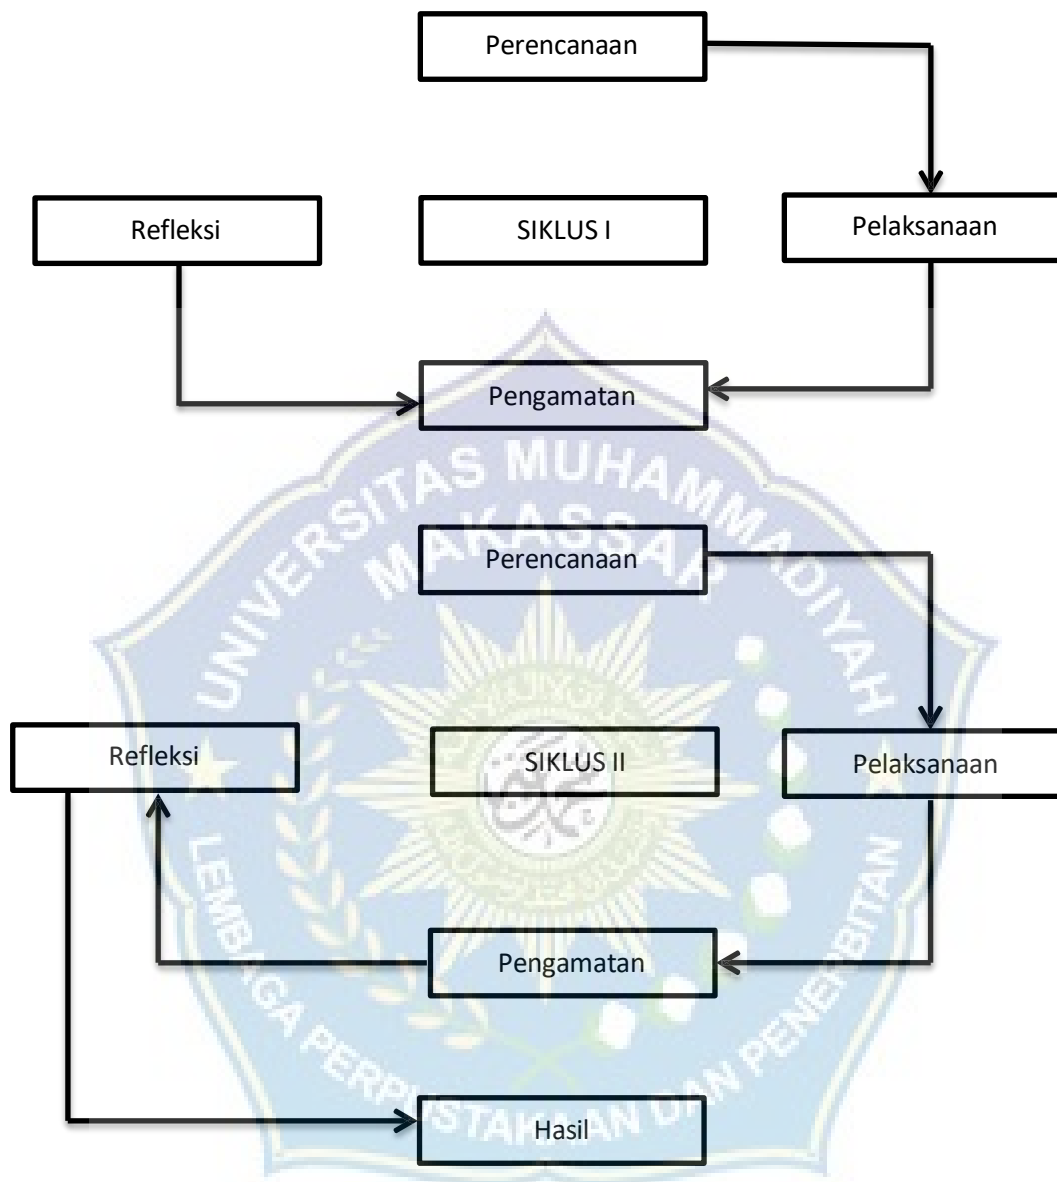 Perencanaan
Refleksi
SIKLUS I
Pelaksanaan
Pengamatan
UNIVERSITAS MUHAMMADIYAH
MAKASSAR
Perencanaan
Refleksi
SIKLUS II
Pelaksanaan
Pengamatan
LEMBAGA PERPUSTAKAAN DAN PENERBITAN
Hasil